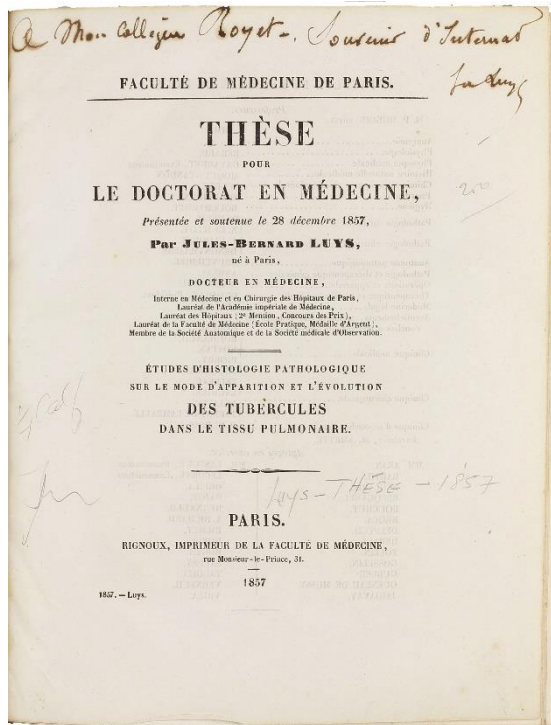 A Mon Collègue Royet. Souvenir d'Internat
J Luys
FACULTÉ DE MÉDECINE DE PARIS.
THÈSE
POUR
LE DOCTORAT EN MÉDECINE,
Présentée et soutenue le 28 décembre 1857,
Par JULES-BERNARD LUYS,
né à Paris,
DOCTEUR EN MÉDECINE,
Interne en Médecine et en Chirurgie des Hôpitaux de Paris,
Lauréat de l'Académie impériale de Médecine,
Lauréat des Hôpitaux (2e Mention, Concours des Prix),
Lauréat de la Faculté de Médecine (École Pratique, Médaille d'Argent),
Membre de la Société Anatomique et de la Société médicale d'Observation.
ÉTUDES D'HISTOLOGIE PATHOLOGIQUE
SUR LE MODE D'APPARITION ET L'ÉVOLUTION
DES TUBERCULES
DANS LE TISSU PULMONAIRE.
Luys - THÈSE - 1857
PARIS.
RIGNOUX, IMPRIMEUR DE LA FACULTÉ DE MÉDECINE,
rue Monsieur-le-Prince, 31.
1857
1857. — Luys.